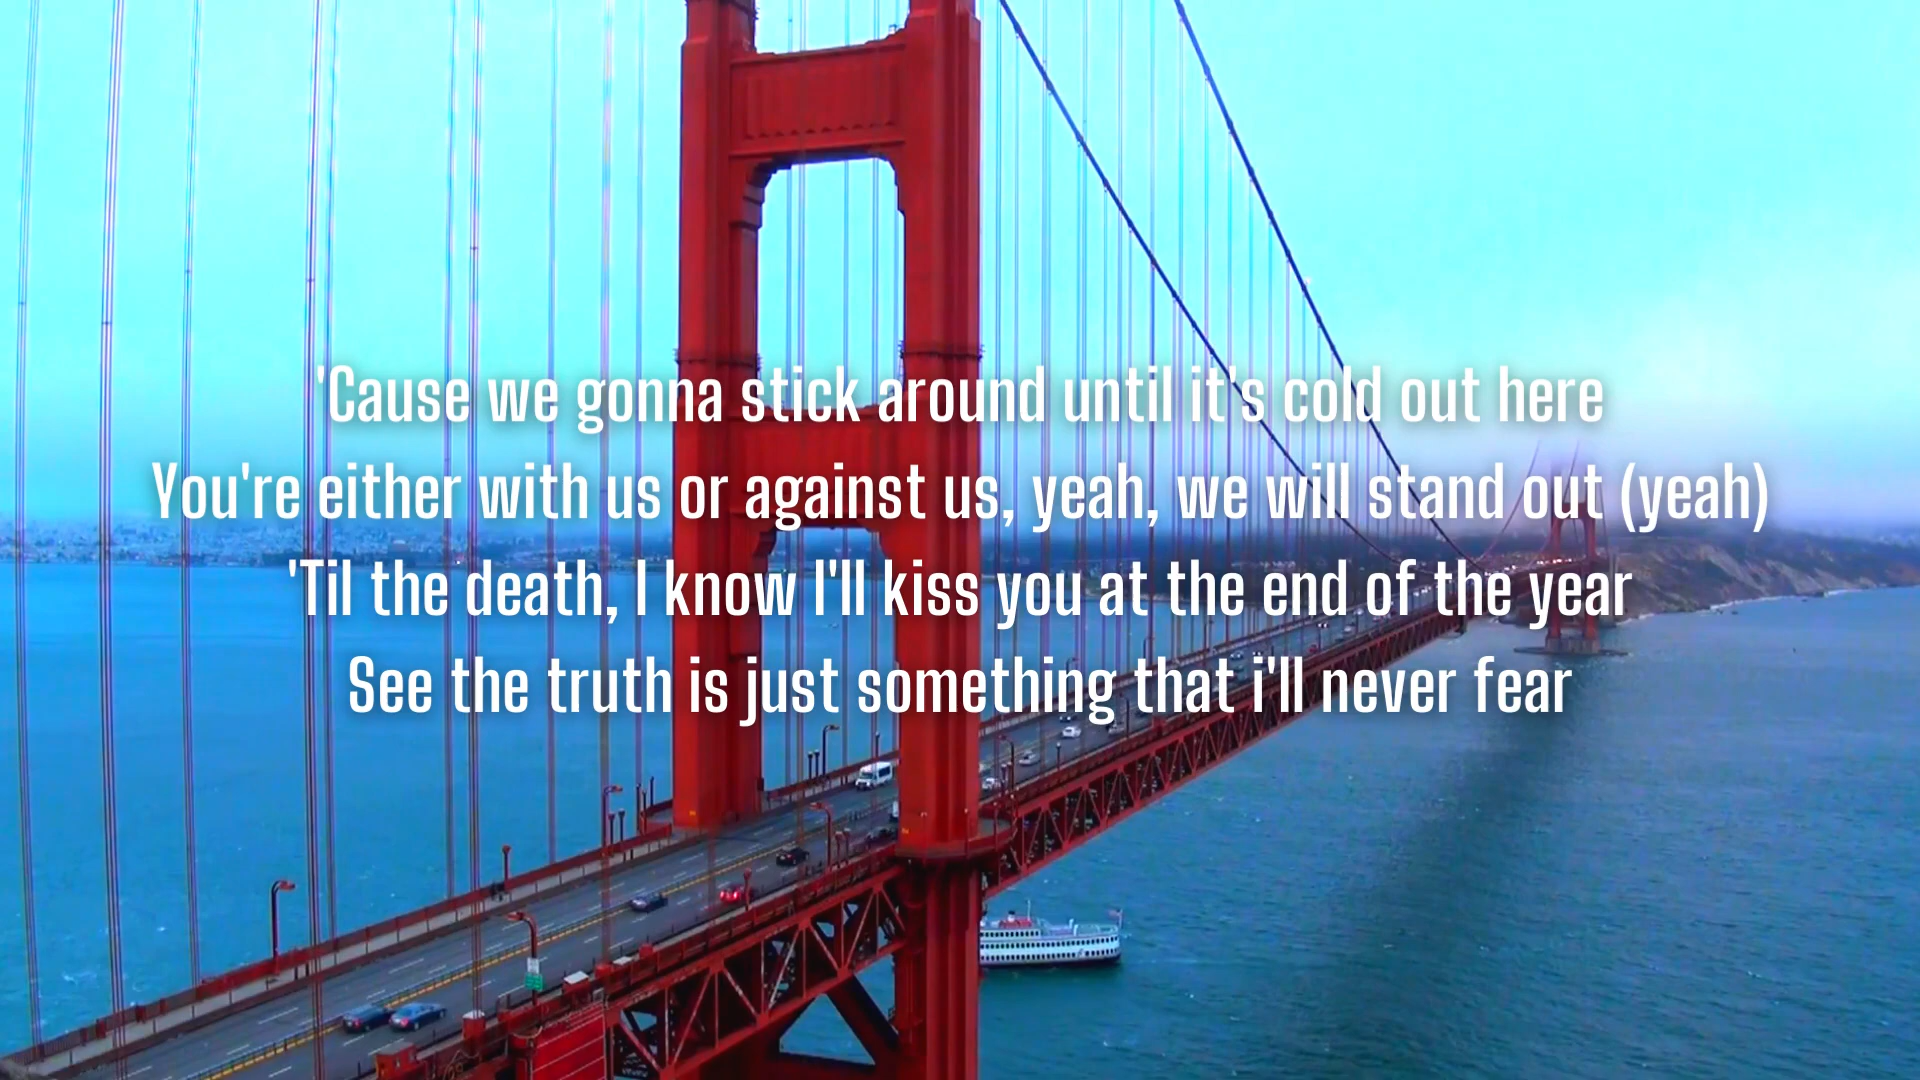 'Cause we gonna stick around until it's cold out here
You're either with us or against us, yeah, we will stand out (yeah)
'Til the death, I know I'll kiss you at the end of the year
See the truth is just something that i'll never fear